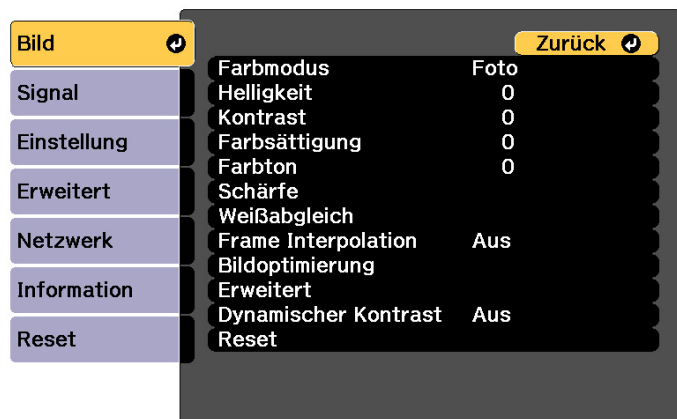 Bild
Signal
Einstellung
Erweitert
Netzwerk
Information
Reset
Zurück
Farbmodus Foto
Helligkeit 0
Kontrast 0
Farbsättigung 0
Farbton 0
Schärfe
Weißabgleich
Frame Interpolation Aus
Bildoptimierung
Erweitert
Dynamischer Kontrast Aus
Reset